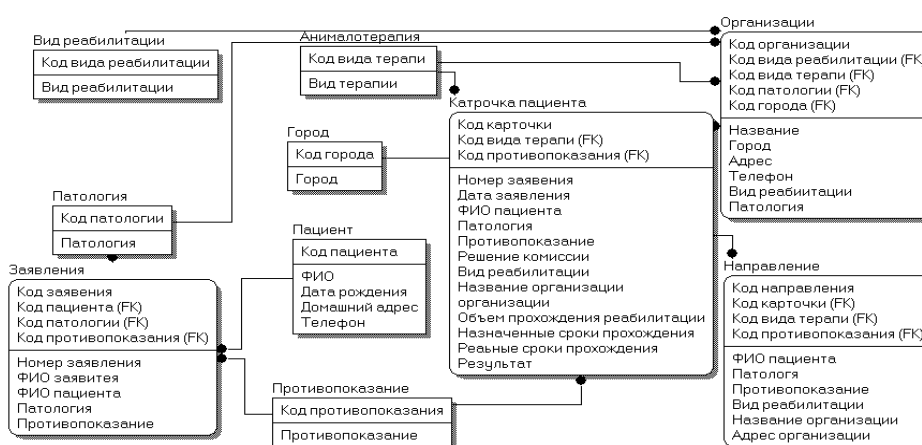 Вид реабилитации
Код вида реабилитации
Вид реабилитации
Анималотерапия
Код вида терапи
Вид терапии
Организации
Код организации
Код вида реабилитации (FK
Код вида терапи (FK)
Код патологии (FK)
Код города (FK)
Название
Город
Адрес
Телефон
Вид реабиитации
Патология
Катрочка пациента
Код карточки
Код вида терапи (FK)
Код противопоказания (FK)
Номер заявения
Дата заявления
ФИО пациента
Патология
Противопоказание
Решение комиссии
Вид реабилитации
Название организации
организации
Объем прохождения реабилитации
Назначенные сроки прохождения
Реаьные сроки прохождения
Результат
Город
Код города
Город
Патология
Код патологии
Патология
Пациент
Код пациента
ФИО
Дата рождения
Домашний адрес
Телефон
Заявления
Код заявения
Код пациента (FK)
Код патологии (FK)
Код противопоказания (FK)
Номер заявления
ФИО заявитея
ФИО пациента
Патология
Противопоказание
Противопоказание
Код противопоказания
Противопоказание
Направление
Код направления
Код карточки (FK)
Код вида терапи (FK)
Код противопоказания (FK)
ФИО пациента
Патологя
Противопоказание
Вид реабилитации
Название организации
Адрес организации